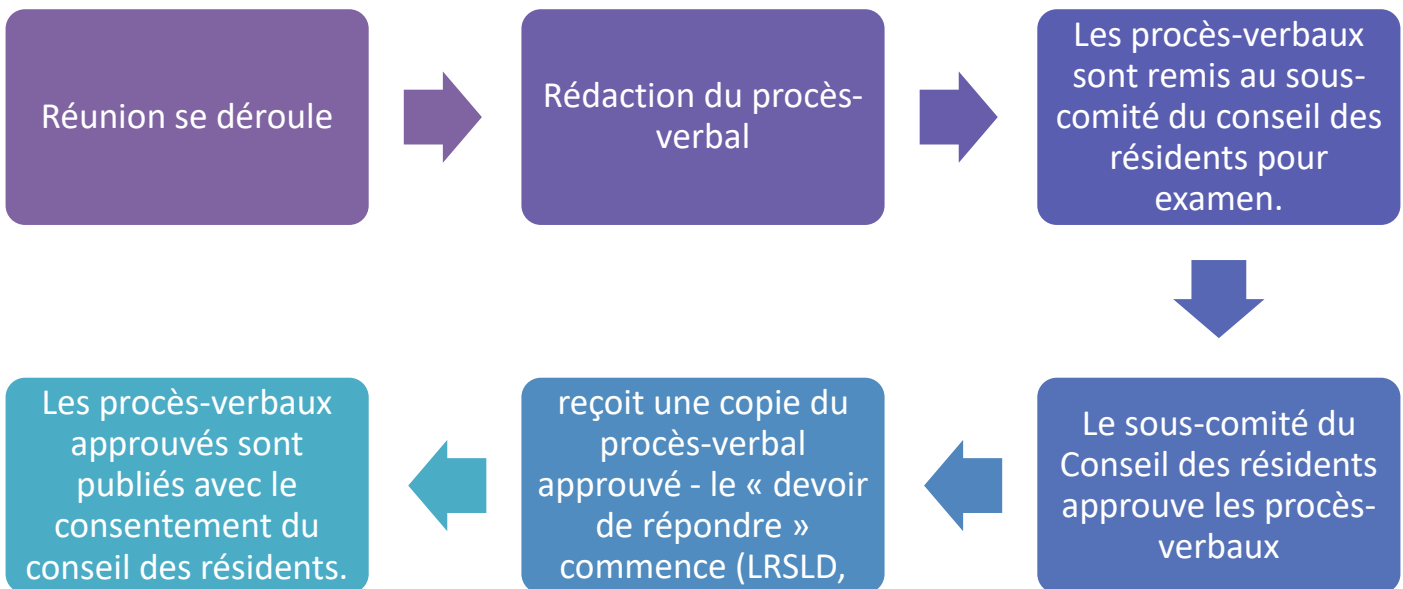 Réunion se déroule
Rédaction du procès-
verbal
Les procès-verbaux
sont remis au sous-
comité du conseil des
résidents pour
examen.
Le sous-comité du
Conseil des résidents
approuve les procès-
verbaux
reçoit une copie du
procès-verbal
approuvé - le « devoir
de répondre »
commence (LRSLD,
Les procès-verbaux
approuvés sont
publiés avec le
consentement du
conseil des résidents.